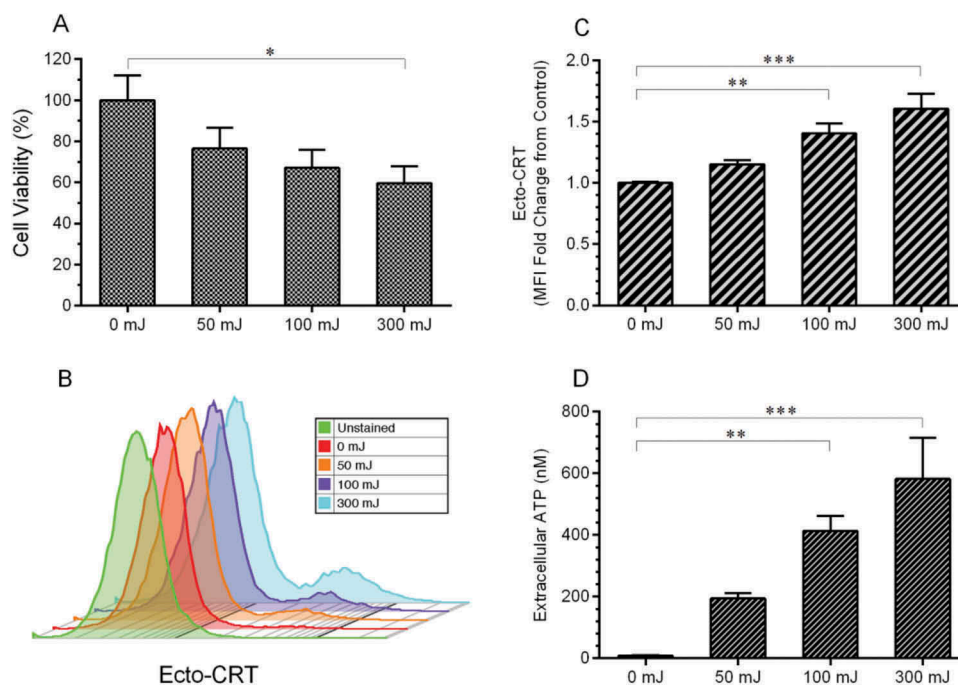 A
*
120
100
80
60
40
20
0
Cell Viability (%)
0 mJ 50 mJ 100 mJ 300 mJ
B
Unstained
0 mJ
50 mJ
100 mJ
300 mJ
Ecto-CRT
C
***
**
2.0
1.5
1.0
0.5
0.0
Ecto-CRT
(MFI Fold Change from Control)
0 mJ 50 mJ 100 mJ 300 mJ
D
***
**
800
600
400
200
0
Extracellular ATP (nM)
0 mJ 50 mJ 100 mJ 300 mJ